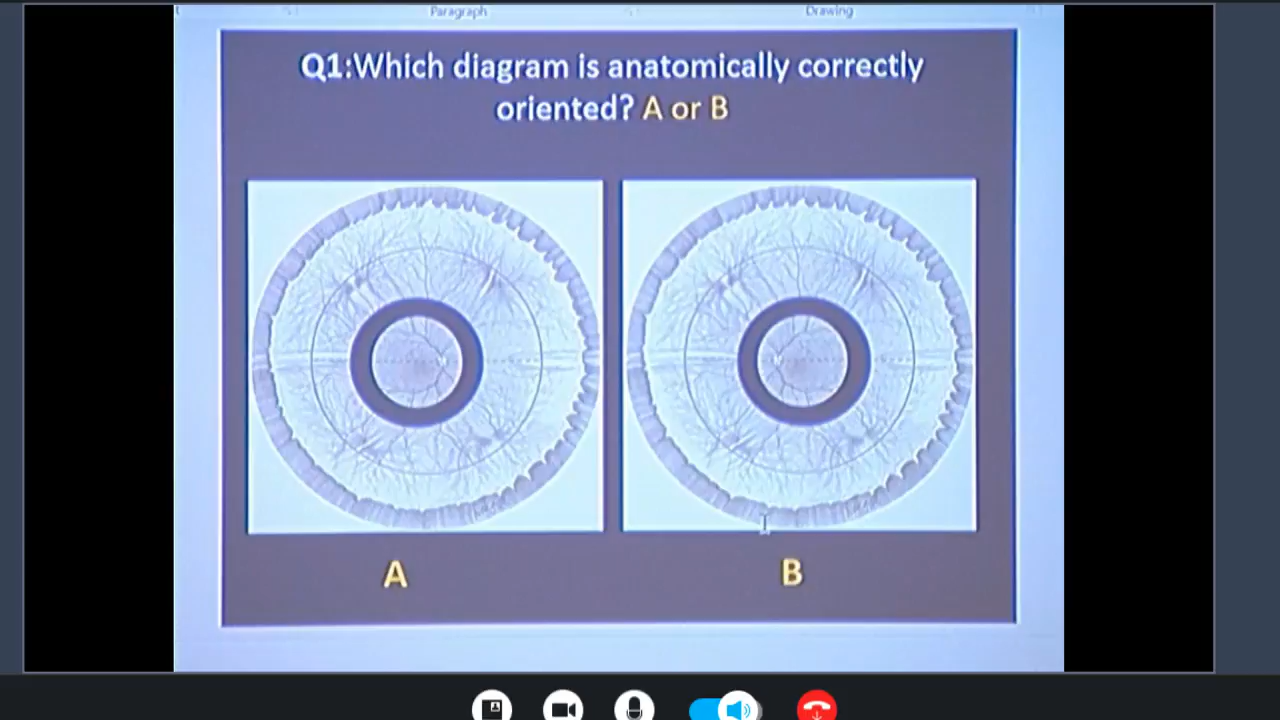 Paragraph
Drawing
Q1:Which diagram is anatomically correctly
oriented? A or B
A
B